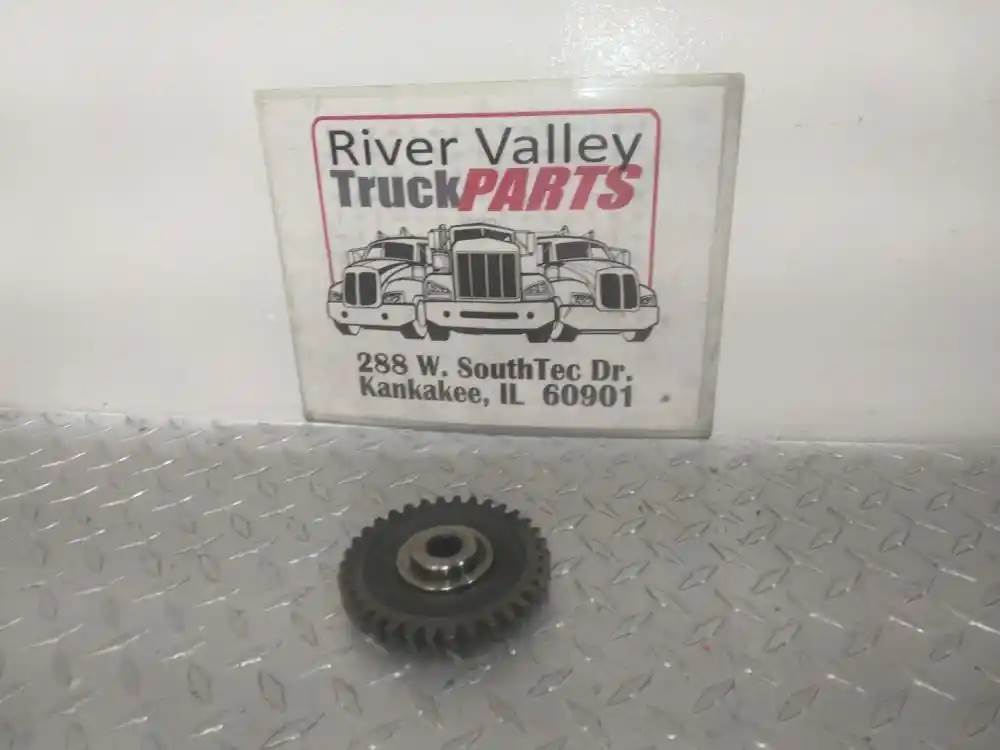 River Valley
TruckPARTS
288 W. SouthTec Dr.
Kankakee, IL 60901